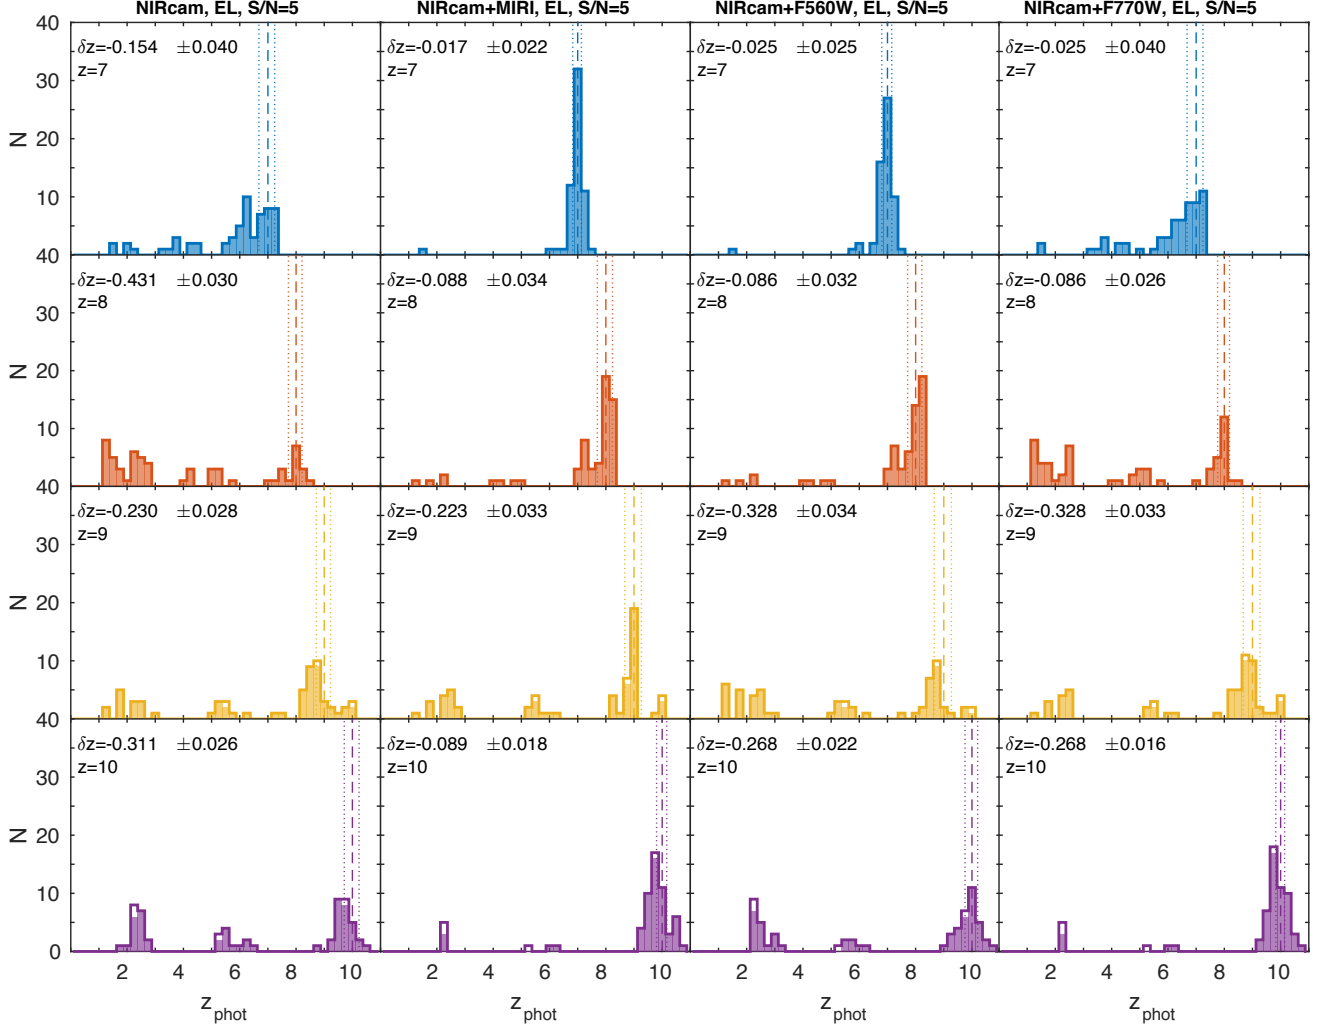 NIRcam, EL, S/N=5 NIRcam+MIRI, EL, S/N=5 NIRcam+F560W, EL, S/N=5 NIRcam+F770W, EL, S/N=5
40
δz=-0.154 ±0.040 δz=-0.017 ±0.022 δz=-0.025 ±0.025 δz=-0.025 ±0.040
z=7 z=7 z=7 z=7
30
N
20
10
40
δz=-0.431 ±0.030 δz=-0.088 ±0.034 δz=-0.086 ±0.032 δz=-0.086 ±0.026
z=8 z=8 z=8 z=8
30
N
20
10
40
δz=-0.230 ±0.028 δz=-0.223 ±0.033 δz=-0.328 ±0.034 δz=-0.328 ±0.033
z=9 z=9 z=9 z=9
30
N
20
10
40
δz=-0.311 ±0.026 δz=-0.089 ±0.018 δz=-0.268 ±0.022 δz=-0.268 ±0.016
z=10 z=10 z=10 z=10
30
N
20
10
0
2 4 6 8 10 2 4 6 8 10 2 4 6 8 10 2 4 6 8 10
z_phot z_phot z_phot z_phot